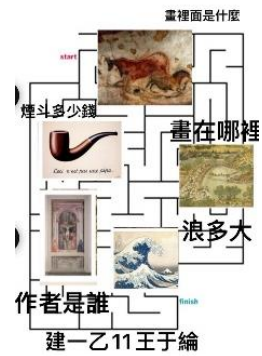 畫裡面是什麼
start
煙斗多少錢
畫在哪裡
Ceci n'est pas une pipe.
浪多大
作者是誰
finish
建一乙11王于綸